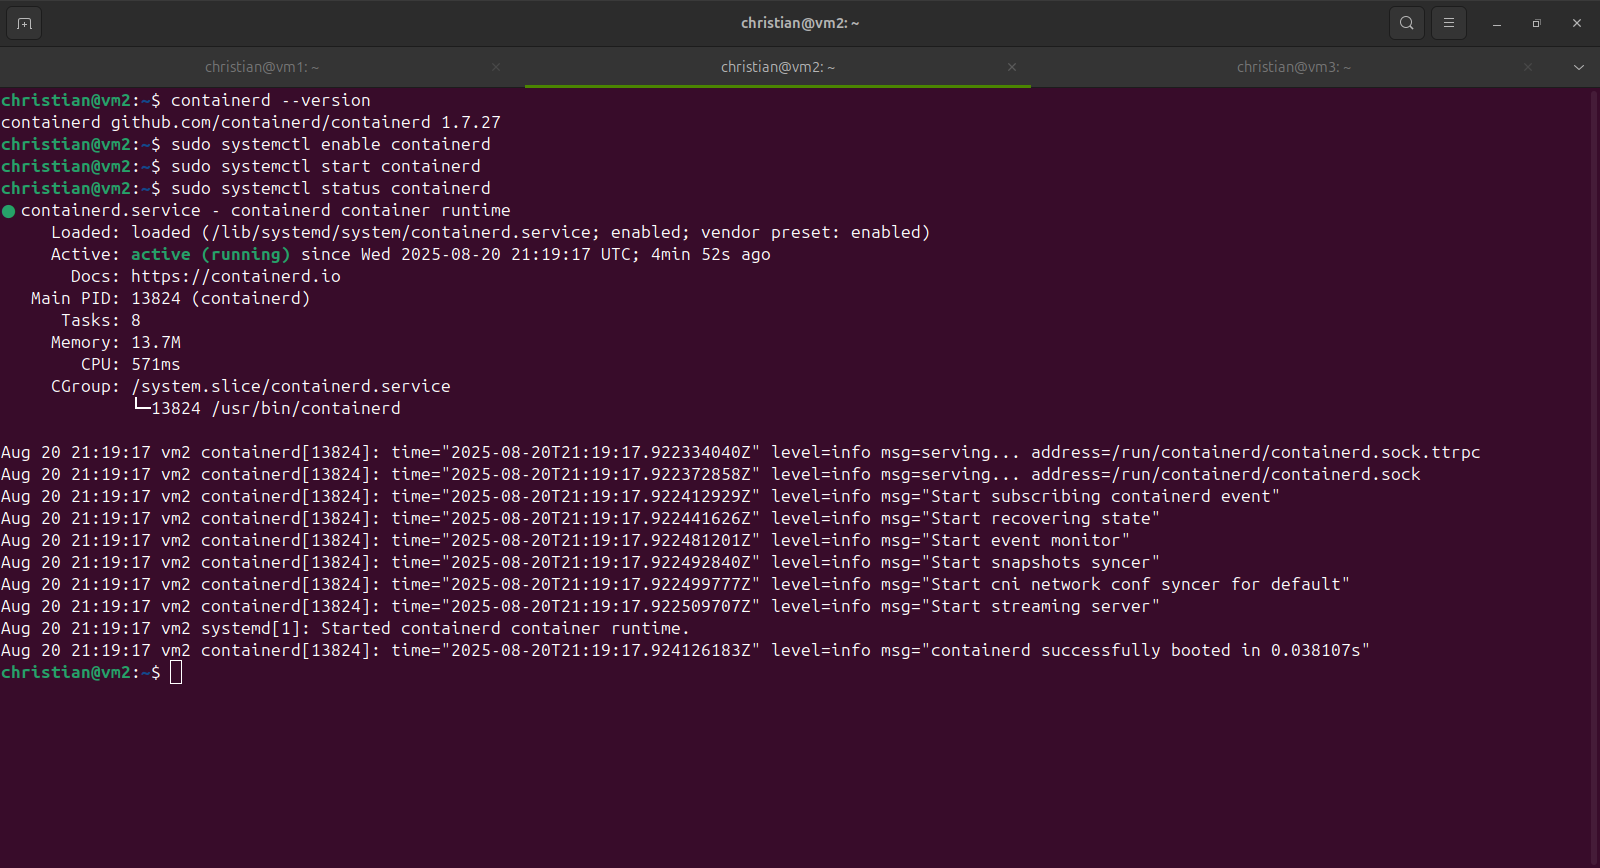 christian@vm2: ~
christian@vm1: ~
christian@vm2: ~
christian@vm3: ~
christian@vm2:~$ containerd --version
containerd github.com/containerd/containerd 1.7.27
christian@vm2:~$ sudo systemctl enable containerd
christian@vm2:~$ sudo systemctl start containerd
christian@vm2:~$ sudo systemctl status containerd
● containerd.service - containerd container runtime
     Loaded: loaded (/lib/systemd/system/containerd.service; enabled; vendor preset: enabled)
     Active: active (running) since Wed 2025-08-20 21:19:17 UTC; 4min 52s ago
       Docs: https://containerd.io
   Main PID: 13824 (containerd)
      Tasks: 8
     Memory: 13.7M
        CPU: 571ms
     CGroup: /system.slice/containerd.service
             └─13824 /usr/bin/containerd
Aug 20 21:19:17 vm2 containerd[13824]: time="2025-08-20T21:19:17.922334040Z" level=info msg=serving... address=/run/containerd/containerd.sock.ttrpc
Aug 20 21:19:17 vm2 containerd[13824]: time="2025-08-20T21:19:17.922372858Z" level=info msg=serving... address=/run/containerd/containerd.sock
Aug 20 21:19:17 vm2 containerd[13824]: time="2025-08-20T21:19:17.922412929Z" level=info msg="Start subscribing containerd event"
Aug 20 21:19:17 vm2 containerd[13824]: time="2025-08-20T21:19:17.922441626Z" level=info msg="Start recovering state"
Aug 20 21:19:17 vm2 containerd[13824]: time="2025-08-20T21:19:17.922481201Z" level=info msg="Start event monitor"
Aug 20 21:19:17 vm2 containerd[13824]: time="2025-08-20T21:19:17.922492840Z" level=info msg="Start snapshots syncer"
Aug 20 21:19:17 vm2 containerd[13824]: time="2025-08-20T21:19:17.922499777Z" level=info msg="Start cni network conf syncer for default"
Aug 20 21:19:17 vm2 containerd[13824]: time="2025-08-20T21:19:17.922509707Z" level=info msg="Start streaming server"
Aug 20 21:19:17 vm2 systemd[1]: Started containerd container runtime.
Aug 20 21:19:17 vm2 containerd[13824]: time="2025-08-20T21:19:17.924126183Z" level=info msg="containerd successfully booted in 0.038107s"
christian@vm2:~$